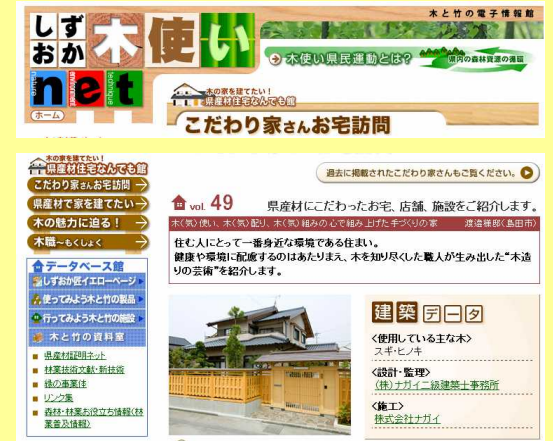 木と竹の電子情報館
しずおか木使いnet
nature
environment
technique
ホーム
木使い県民運動とは?
県内の森林資源の循環
木の家を建てたい!
県産材住宅なんでも館
こだわり家さんお宅訪問
木の家を建てたい!
県産材住宅なんでも館
こだわり家さんお宅訪問
県産材で家を建てたい
木の魅力に迫る!
木職~もくしょく
データベース館
しずおか匠イエローページ
使ってみよう木と竹の製品
行ってみよう木と竹の施設
木と竹の資料室
県産材証明ネット
林業技術文献・新技術
緑の事業体
リンク集
森林・林業お役立ち情報(林
業普及情報)
過去に掲載されたこだわり家さんもご覧ください。
vol. 49
県産材にこだわったお宅、店舗、施設をご紹介します。
木(気)使い、木(気)配り、木(気)組みの心で組み上げた手づくりの家
渡邉様邸(島田市)
住む人にとって一番身近な環境である住まい。
健康や環境に配慮するのはあたりまえ、木を知り尽くした職人が生み出した“木造
りの芸術”を紹介します。
建築データ
<使用している主な木>
スギ・ヒノキ
<設計・監理>
(株)ナガイ二級建築士事務所
<施工>
株式会社ナガイ